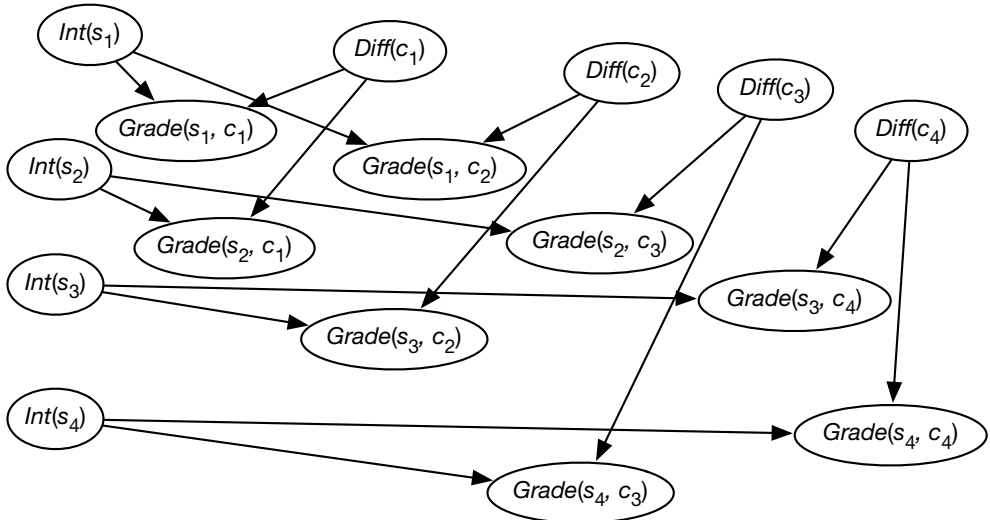 Int(s₁)
Diff(c₁)
Diff(c₂)
Diff(c₃)
Diff(c₄)
Grade(s₁, c₁)
Grade(s₁, c₂)
Int(s₂)
Grade(s₂, c₁)
Grade(s₂, c₃)
Int(s₃)
Grade(s₃, c₄)
Grade(s₃, c₂)
Int(s₄)
Grade(s₄, c₄)
Grade(s₄, c₃)